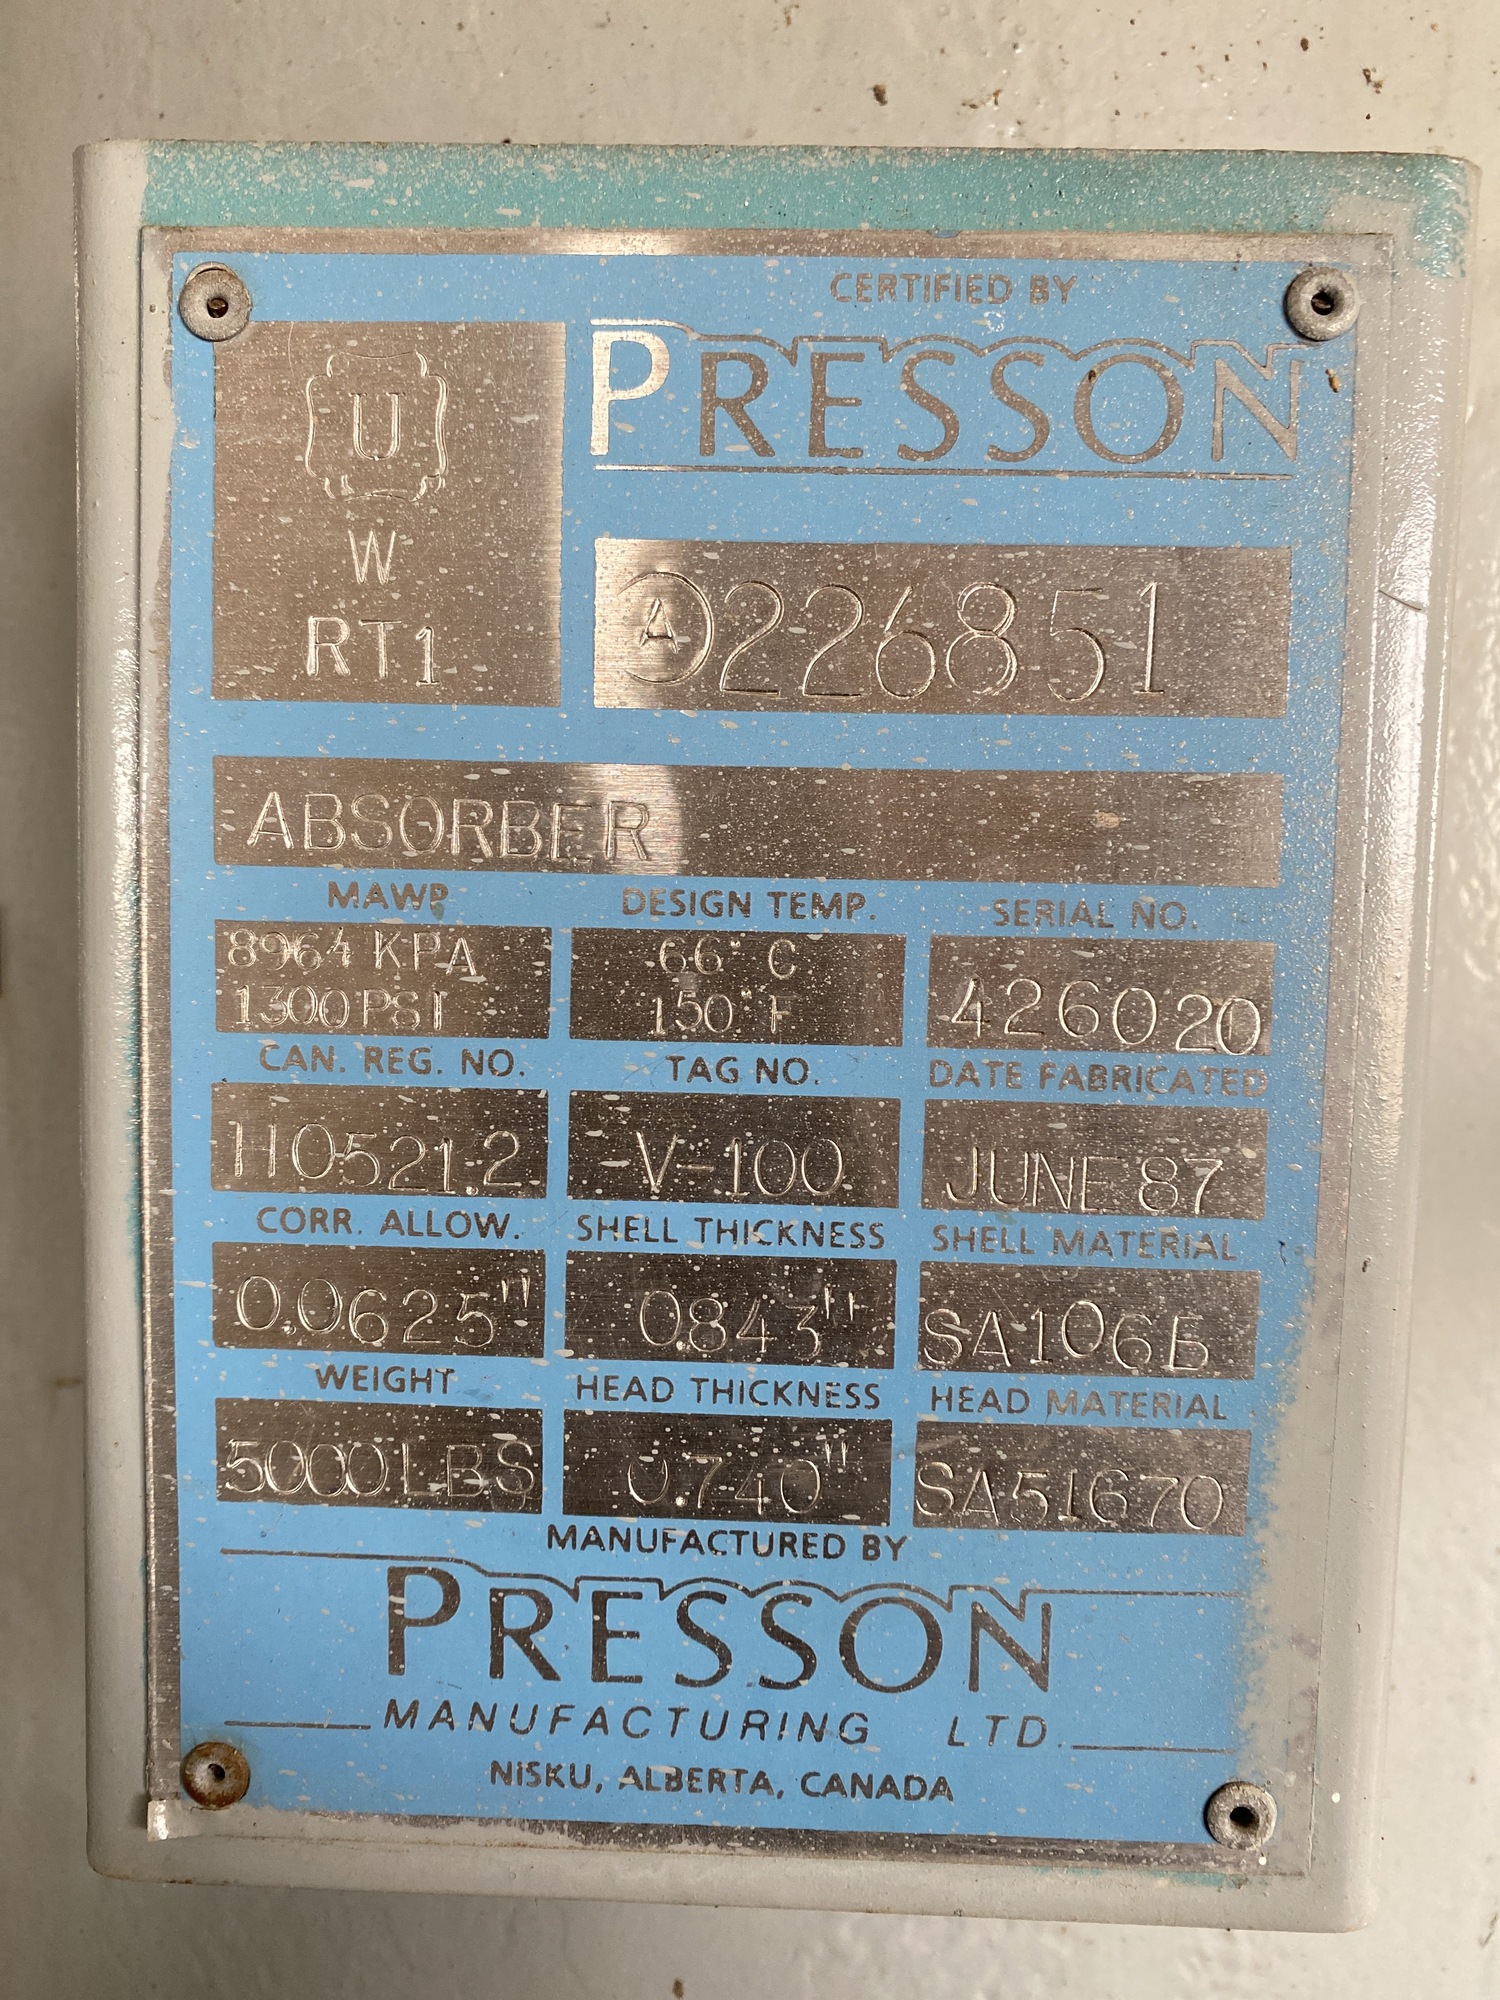 CERTIFIED BY
PRESSON
U
W
RT1
A 226851
ABSORBER
MAWP DESIGN TEMP. SERIAL NO.
8964 KPA 66° C 426020
1300 PSI 150° F
CAN. REG. NO. TAG NO. DATE FABRICATED
H0521.2 V-100 JUNE 87
CORR. ALLOW. SHELL THICKNESS SHELL MATERIAL
0.0625" 0.843" SA106B
WEIGHT HEAD THICKNESS HEAD MATERIAL
5000 LBS 0.740" SA51670
MANUFACTURED BY
PRESSON
MANUFACTURING LTD.
NISKU, ALBERTA, CANADA